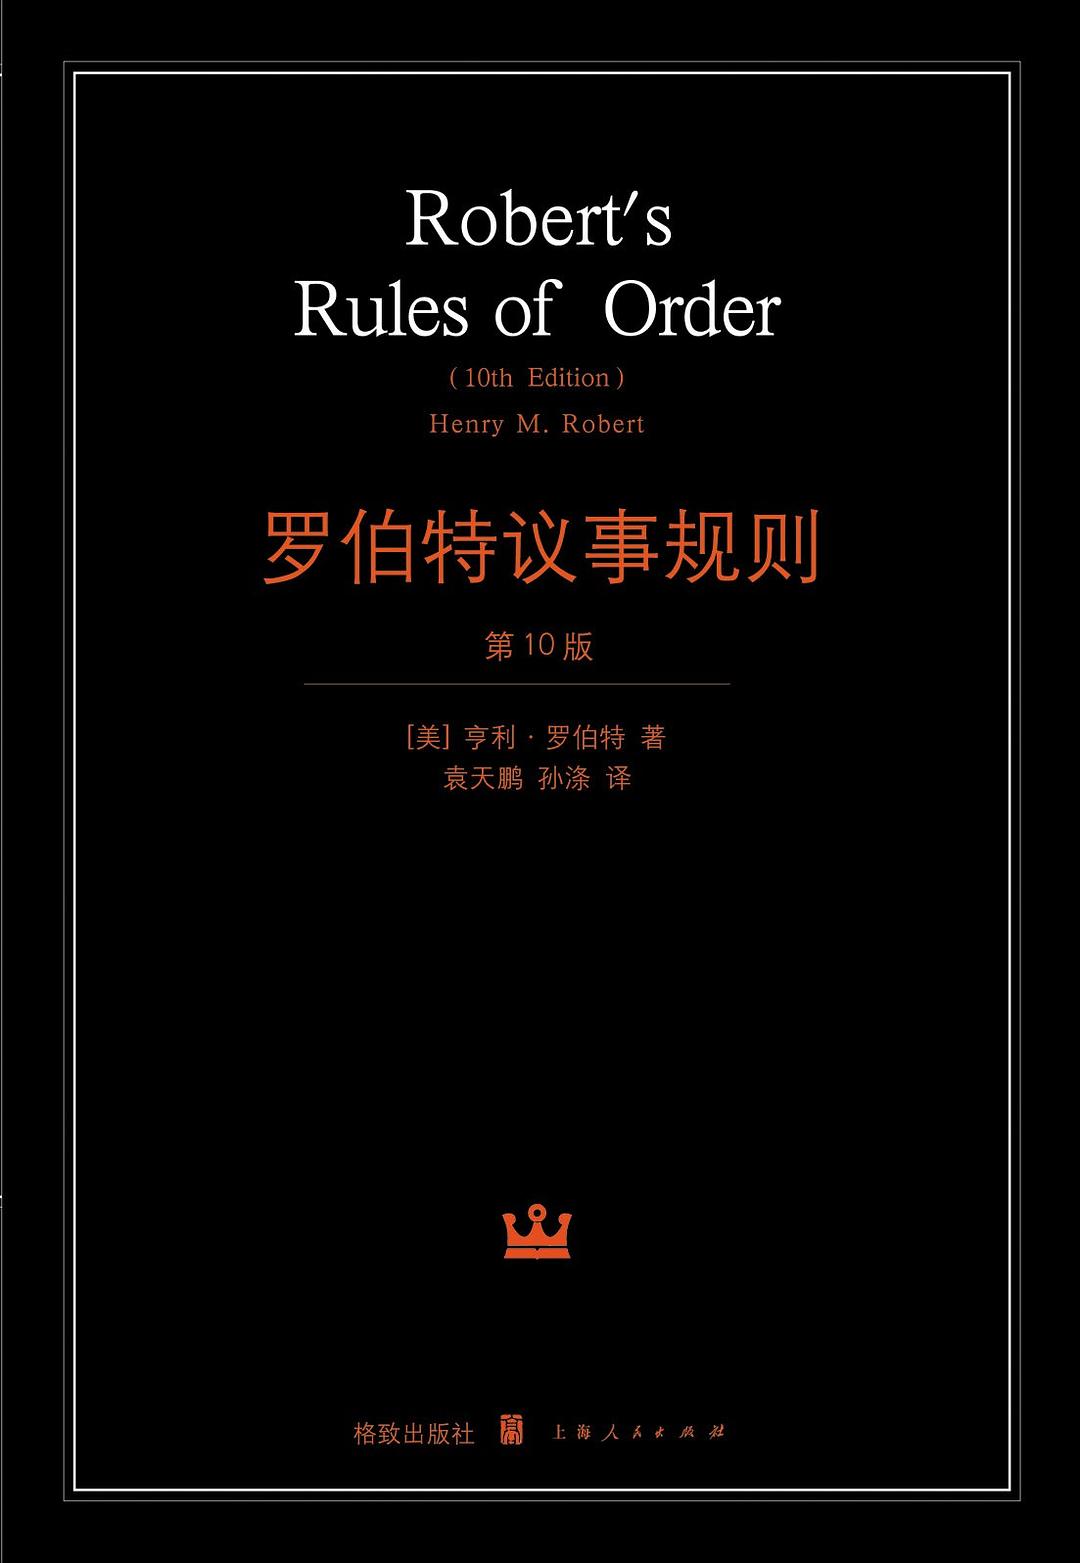 Robert's
Rules of Order
(10th Edition)
Henry M. Robert
罗伯特议事规则
第10版
[美] 亨利·罗伯特 著
袁天鹏 孙涤 译
格致出版社 上海人民出版社